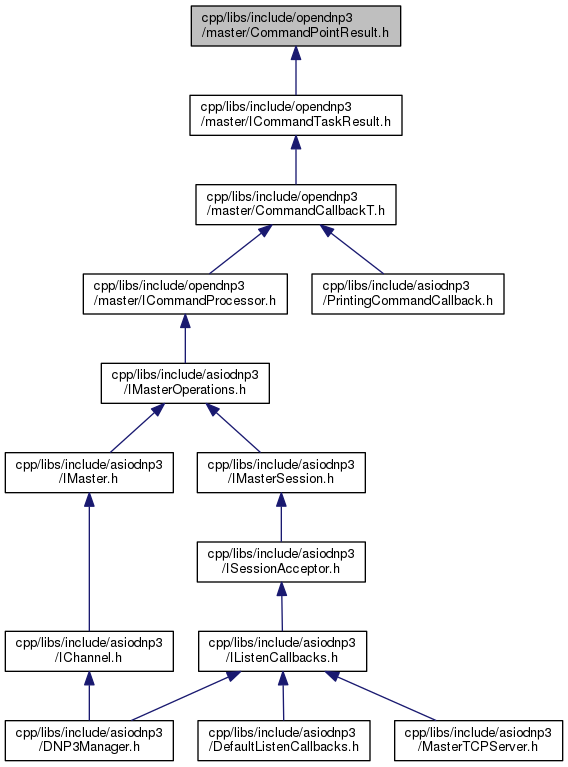 cpp/libs/include/opendnp3
/master/CommandPointResult.h
cpp/libs/include/opendnp3
/master/ICommandTaskResult.h
cpp/libs/include/opendnp3
/master/CommandCallbackT.h
cpp/libs/include/opendnp3
/master/ICommandProcessor.h
cpp/libs/include/asiodnp3
/PrintingCommandCallback.h
cpp/libs/include/asiodnp3
/IMasterOperations.h
cpp/libs/include/asiodnp3
/IMaster.h
cpp/libs/include/asiodnp3
/IMasterSession.h
cpp/libs/include/asiodnp3
/ISessionAcceptor.h
cpp/libs/include/asiodnp3
/IChannel.h
cpp/libs/include/asiodnp3
/IListenCallbacks.h
cpp/libs/include/asiodnp3
/DNP3Manager.h
cpp/libs/include/asiodnp3
/DefaultListenCallbacks.h
cpp/libs/include/asiodnp3
/MasterTCPServer.h